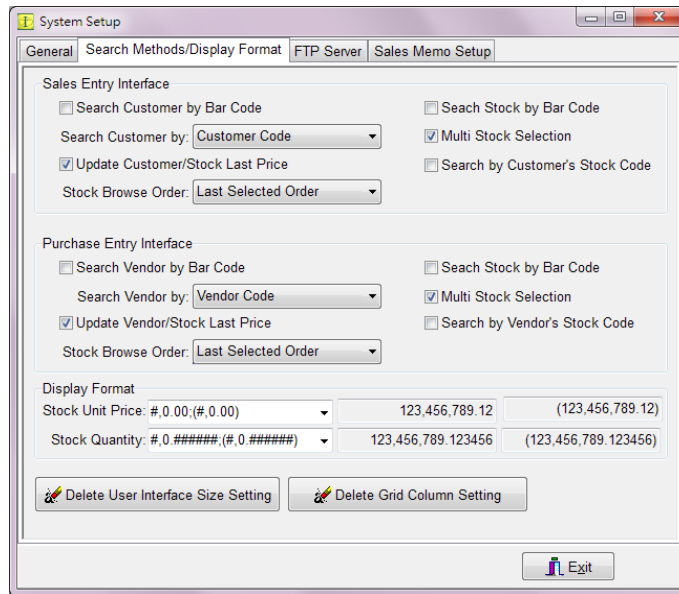 System Setup
General Search Methods/Display Format FTP Server Sales Memo Setup
Sales Entry Interface
Search Customer by Bar Code Seach Stock by Bar Code
Search Customer by: Customer Code Multi Stock Selection
Update Customer/Stock Last Price Search by Customer's Stock Code
Stock Browse Order: Last Selected Order
Purchase Entry Interface
Search Vendor by Bar Code Seach Stock by Bar Code
Search Vendor by: Vendor Code Multi Stock Selection
Update Vendor/Stock Last Price Search by Vendor's Stock Code
Stock Browse Order: Last Selected Order
Display Format
Stock Unit Price: #,0.00;(#,0.00) 123,456,789.12 (123,456,789.12)
Stock Quantity: #,0.######;(#,0.######) 123,456,789.123456 (123,456,789.123456)
Delete User Interface Size Setting Delete Grid Column Setting
Exit